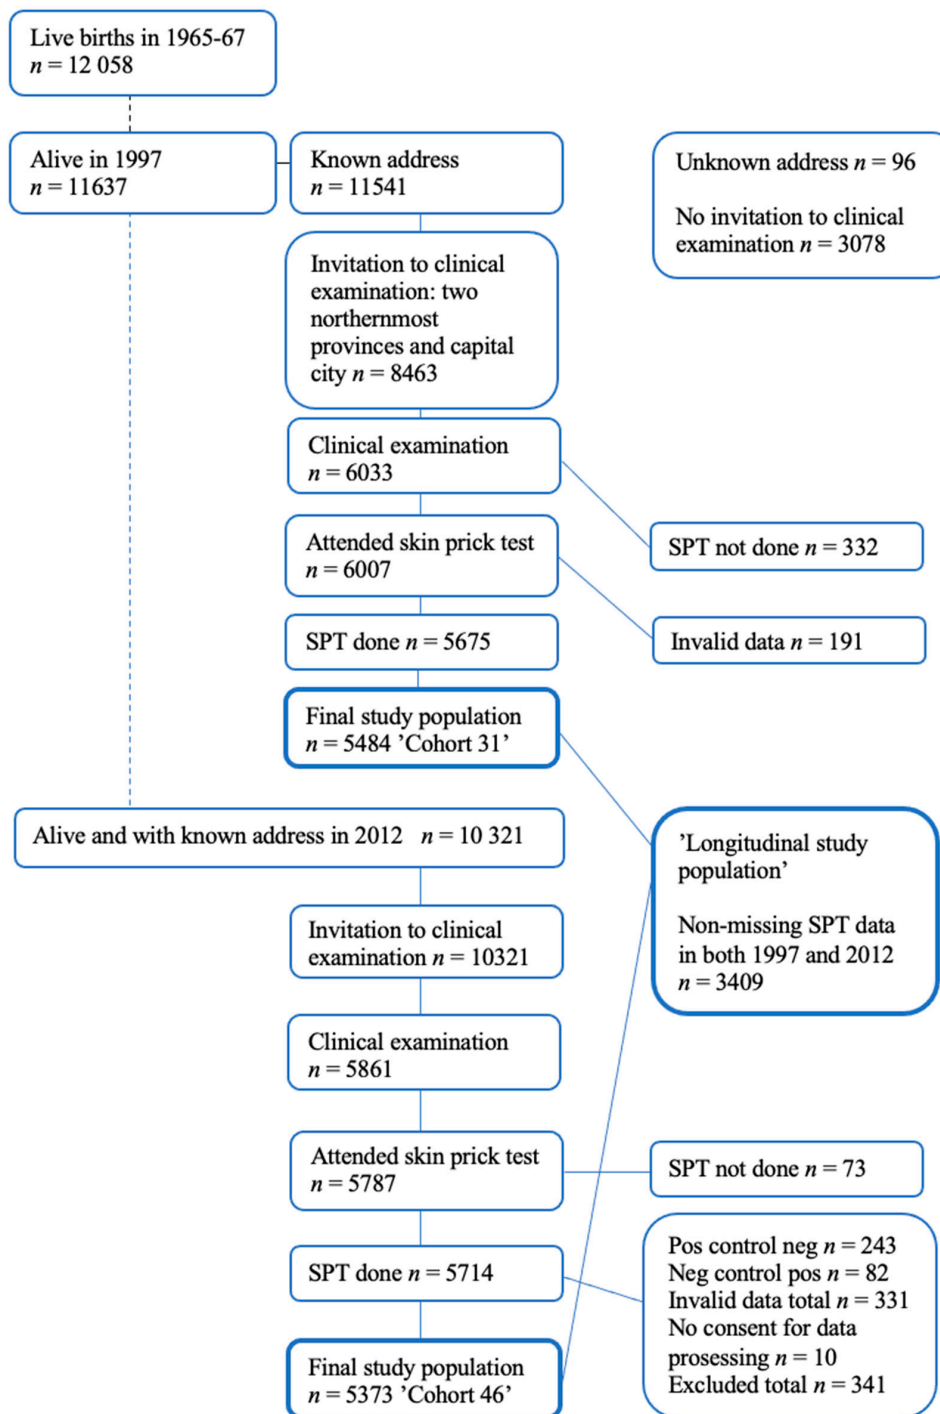 Live births in 1965-67
n = 12 058
Alive in 1997
n = 11637
Known address
n = 11541
Unknown address n = 96
No invitation to clinical
examination n = 3078
Invitation to clinical
examination: two
northernmost
provinces and capital
city n = 8463
Clinical examination
n = 6033
Attended skin prick test
n = 6007
SPT not done n = 332
SPT done n = 5675
Invalid data n = 191
Final study population
n = 5484 ’Cohort 31’
Alive and with known address in 2012 n = 10 321
’Longitudinal study
population’
Non-missing SPT data
in both 1997 and 2012
n = 3409
Invitation to clinical
examination n = 10321
Clinical examination
n = 5861
Attended skin prick test
n = 5787
SPT not done n = 73
SPT done n = 5714
Pos control neg n = 243
Neg control pos n = 82
Invalid data total n = 331
No consent for data
prosessing n = 10
Excluded total n = 341
Final study population
n = 5373 ’Cohort 46’